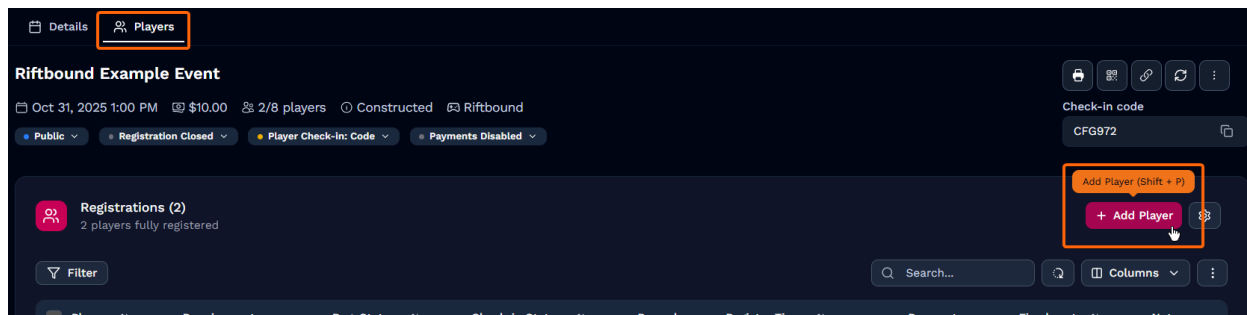 Details Players
Riftbound Example Event
Oct 31, 2025 1:00 PM $10.00 2/8 players Constructed Riftbound
Check-in code
Public Registration Closed Player Check-in: Code Payments Disabled
CFG972
Add Player (Shift + P)
Registrations (2)
2 players fully registered
+ Add Player
Filter
Search...
Columns